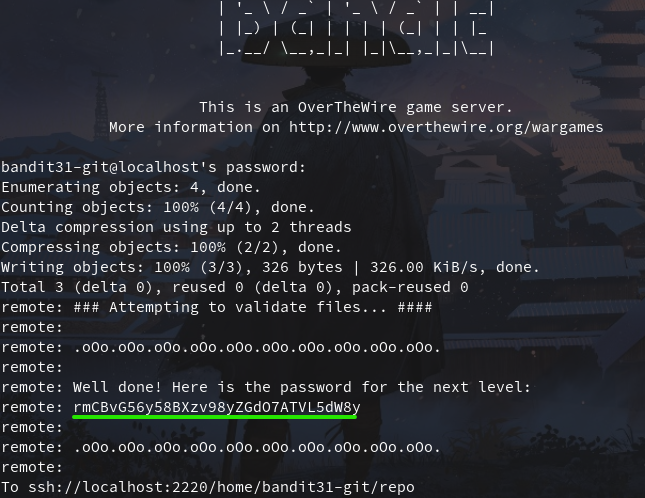 | '_ \ / _` | '_ \ / _` | | __|
| |_) | (_| | | | | (_| | | |_
|_.__/ \__,_|_| |_|\__,_|_|\__|
This is an OverTheWire game server.
More information on http://www.overthewire.org/wargames
bandit31-git@localhost's password:
Enumerating objects: 4, done.
Counting objects: 100% (4/4), done.
Delta compression using up to 2 threads
Compressing objects: 100% (2/2), done.
Writing objects: 100% (3/3), 326 bytes | 326.00 KiB/s, done.
Total 3 (delta 0), reused 0 (delta 0), pack-reused 0
remote: ### Attempting to validate files... ####
remote:
remote: .oOo.oOo.oOo.oOo.oOo.oOo.oOo.oOo.oOo.oOo.
remote:
remote: Well done! Here is the password for the next level:
remote: rmCBvG56y58BXzv98yZGdO7ATVL5dW8y
remote:
remote: .oOo.oOo.oOo.oOo.oOo.oOo.oOo.oOo.oOo.oOo.
remote:
To ssh://localhost:2220/home/bandit31-git/repo